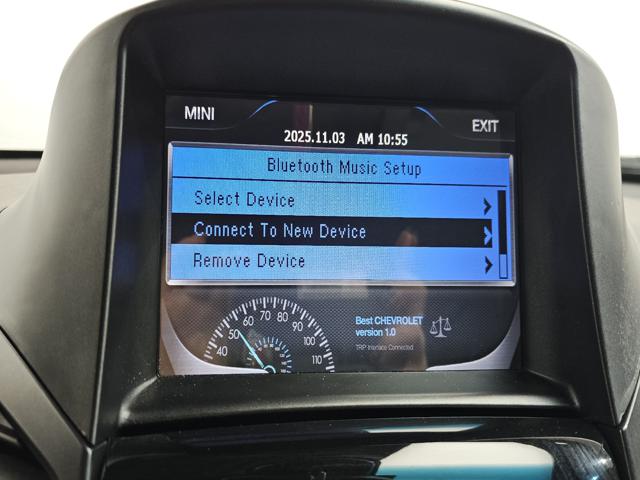 MINI
EXIT
2025.11.03 AM 10:55
Bluetooth Music Setup
Select Device
Connect To New Device
Remove Device
40 50 60 70 80 90 100 110
Best CHEVROLET
version 1.0
TRIP Interface Connected